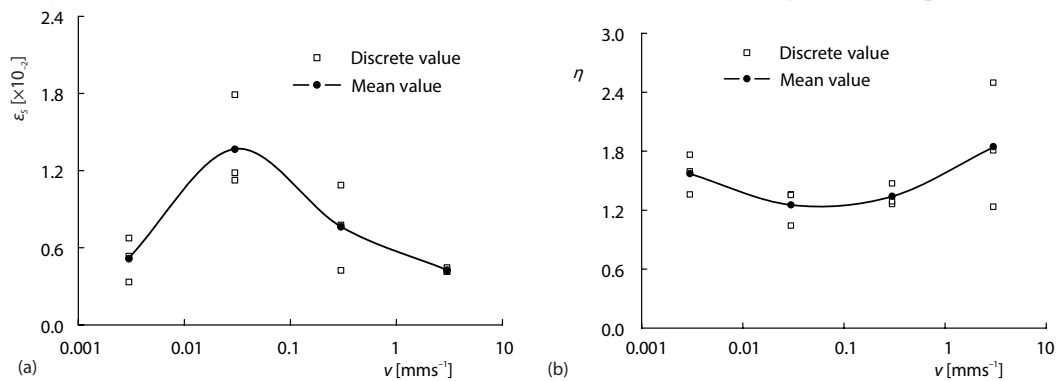 2.4
1.8
1.2
0.6
0.0
εs [×10−2]
Discrete value
Mean value
0.001 0.01 0.1 1 10
(a)
v [mms⁻¹]
3.0
2.4
1.8
1.2
0.6
0.0
η
Discrete value
Mean value
0.001 0.01 0.1 1 10
(b)
v [mms⁻¹]